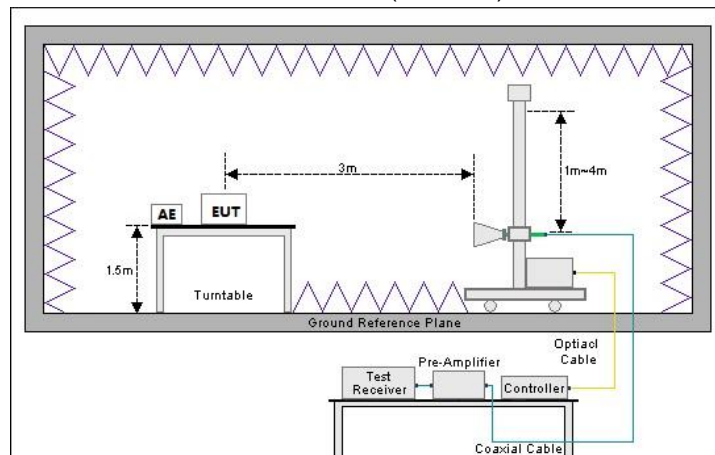 3m
1m~4m
AE
EUT
1.5m
Turntable
Ground Reference Plane
Optiacl
Cable
Pre-Amplifier
Test
Receiver
Controller
Coaxial Cable